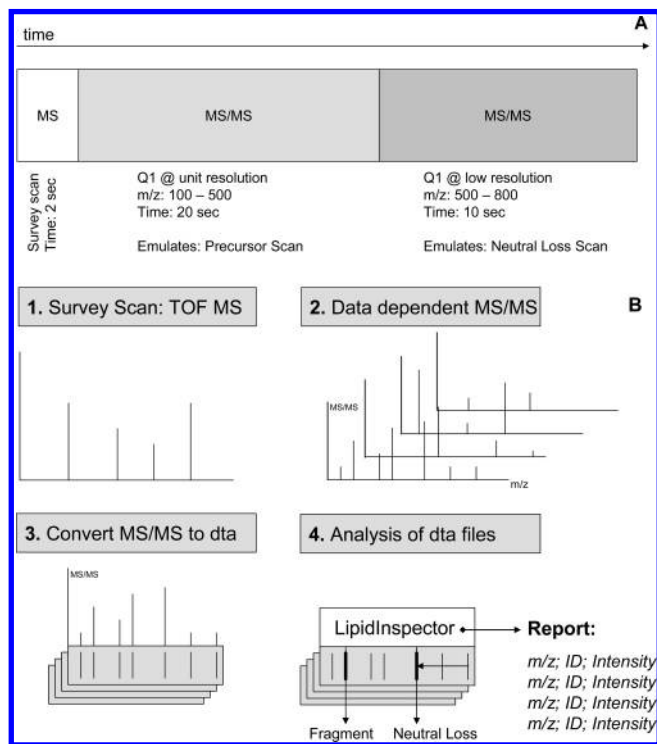 A
time
MS
MS/MS
MS/MS
Survey scan
Time: 2 sec
Q1 @ unit resolution
m/z: 100 – 500
Time: 20 sec
Emulates: Precursor Scan
Q1 @ low resolution
m/z: 500 – 800
Time: 10 sec
Emulates: Neutral Loss Scan
B
1. Survey Scan: TOF MS
2. Data dependent MS/MS
MS/MS
m/z
3. Convert MS/MS to dta
4. Analysis of dta files
MS/MS
LipidInspector
Report:
m/z; ID; Intensity
m/z; ID; Intensity
m/z; ID; Intensity
m/z; ID; Intensity
Fragment
Neutral Loss